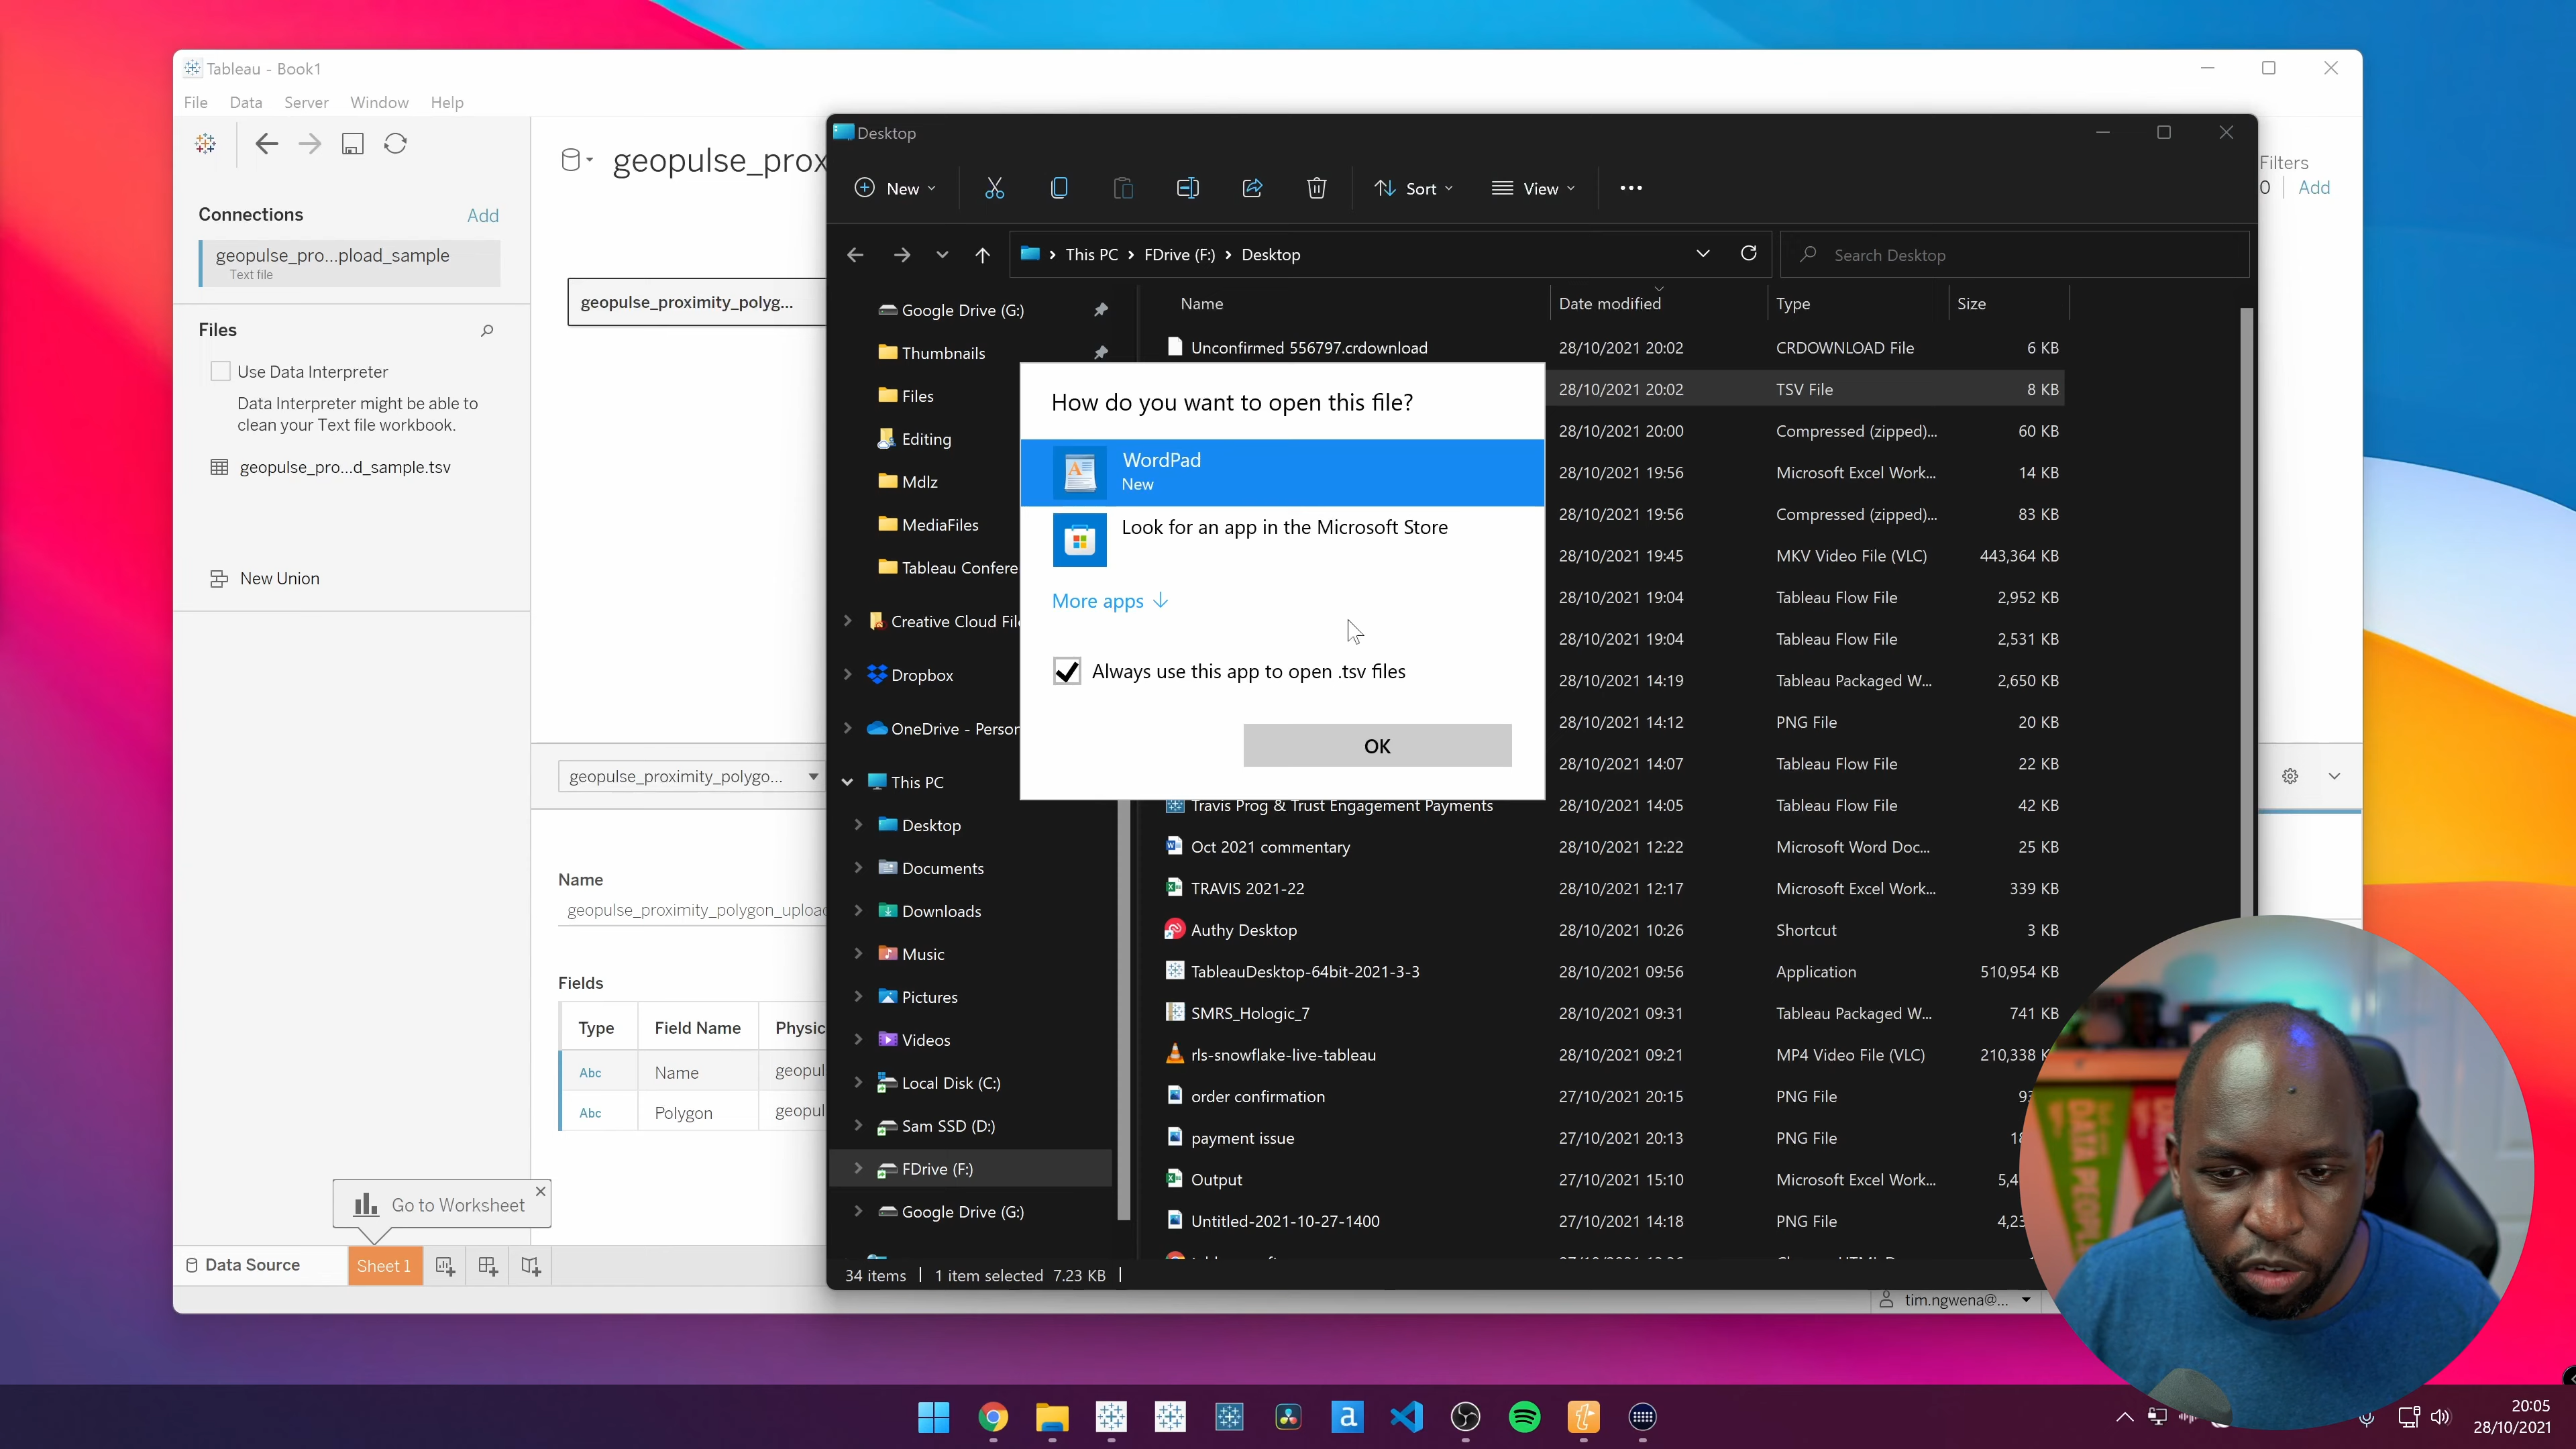 Tableau - Book1
File Data Server Window Help
Connections Add
geopulse_pro...pload_sample
Text file
Files
Use Data Interpreter
Data Interpreter might be able to
clean your Text file workbook.
geopulse_pro...d_sample.tsv
New Union
geopulse_prox
geopulse_proximity_polyg...
geopulse_proximity_polygo...
Name
geopulse_proximity_polygon_upload
Fields
Type Field Name Physic
Abc Name geopul
Abc Polygon geopul
Go to Worksheet
Data Source Sheet 1
Filters
0 Add
tim.ngwena@...
Desktop
New Sort View
This PC > FDrive (F:) > Desktop
Search Desktop
Google Drive (G:)
Thumbnails
Files
Editing
Mdlz
MediaFiles
Tableau Confere
Creative Cloud File
Dropbox
OneDrive - Person
This PC
Desktop
Documents
Downloads
Music
Pictures
Videos
Local Disk (C:)
Sam SSD (D:)
FDrive (F:)
Google Drive (G:)
Name Date modified Type Size
Unconfirmed 556797.crdownload 28/10/2021 20:02 CRDOWNLOAD File 6 KB
28/10/2021 20:02 TSV File 8 KB
28/10/2021 20:00 Compressed (zipped)... 60 KB
28/10/2021 19:56 Microsoft Excel Work... 14 KB
28/10/2021 19:56 Compressed (zipped)... 83 KB
28/10/2021 19:45 MKV Video File (VLC) 443,364 KB
28/10/2021 19:04 Tableau Flow File 2,952 KB
28/10/2021 19:04 Tableau Flow File 2,531 KB
28/10/2021 14:19 Tableau Packaged W... 2,650 KB
28/10/2021 14:12 PNG File 20 KB
28/10/2021 14:07 Tableau Flow File 22 KB
Travis Prog & Trust Engagement Payments 28/10/2021 14:05 Tableau Flow File 42 KB
Oct 2021 commentary 28/10/2021 12:22 Microsoft Word Doc... 25 KB
TRAVIS 2021-22 28/10/2021 12:17 Microsoft Excel Work... 339 KB
Authy Desktop 28/10/2021 10:26 Shortcut 3 KB
TableauDesktop-64bit-2021-3-3 28/10/2021 09:56 Application 510,954 KB
SMRS_Hologic_7 28/10/2021 09:31 Tableau Packaged W... 741 KB
rls-snowflake-live-tableau 28/10/2021 09:21 MP4 Video File (VLC) 210,338 K
order confirmation 27/10/2021 20:15 PNG File 93
payment issue 27/10/2021 20:13 PNG File 18
Output 27/10/2021 15:10 Microsoft Excel Work... 5,4
Untitled-2021-10-27-1400 27/10/2021 14:18 PNG File 4,23
34 items 1 item selected 7.23 KB
How do you want to open this file?
WordPad
New
Look for an app in the Microsoft Store
More apps
Always use this app to open .tsv files
OK
DATA PEOPLE
20:05
28/10/2021